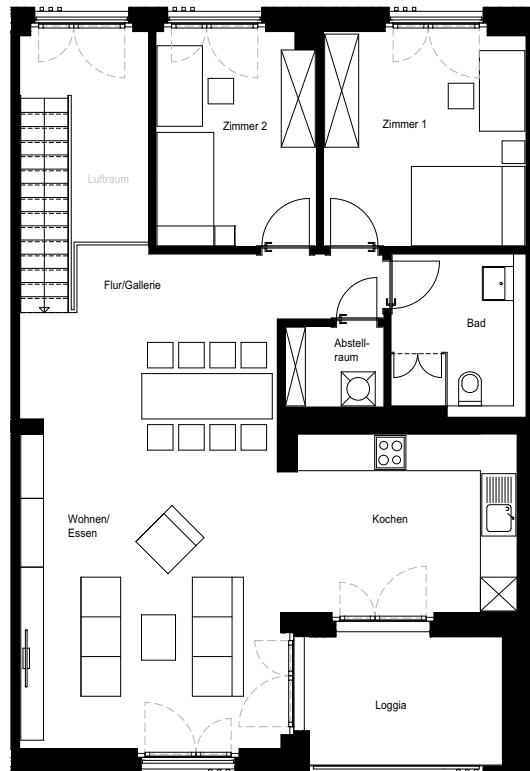 Zimmer 2
Zimmer 1
Luftraum
Flur/Gallerie
Bad
Abstell-
raum
Wohnen/
Essen
Kochen
Loggia